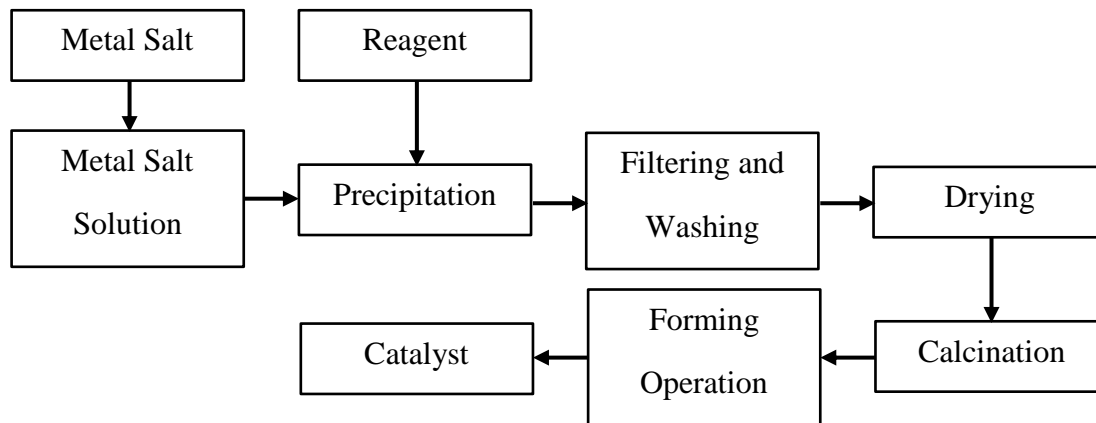 Metal Salt
Reagent
Metal Salt
Solution
Precipitation
Filtering and
Washing
Drying
Calcination
Forming
Operation
Catalyst